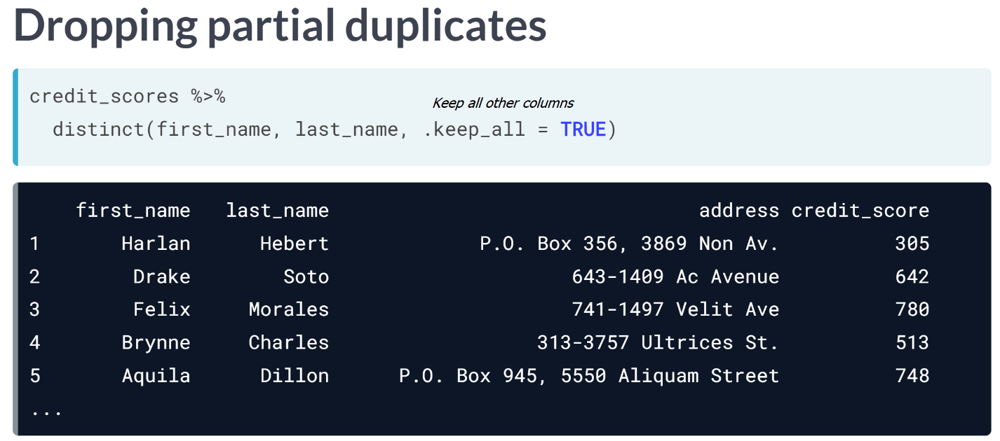 Dropping partial duplicates
credit_scores %>%
Keep all other columns
distinct(first_name, last_name, .keep_all = TRUE)
first_name last_name address credit_score
1 Harlan Hebert P.O. Box 356, 3869 Non Av. 305
2 Drake Soto 643-1409 Ac Avenue 642
3 Felix Morales 741-1497 Velit Ave 780
4 Brynne Charles 313-3757 Ultrices St. 513
5 Aquila Dillon P.O. Box 945, 5550 Aliquam Street 748
...